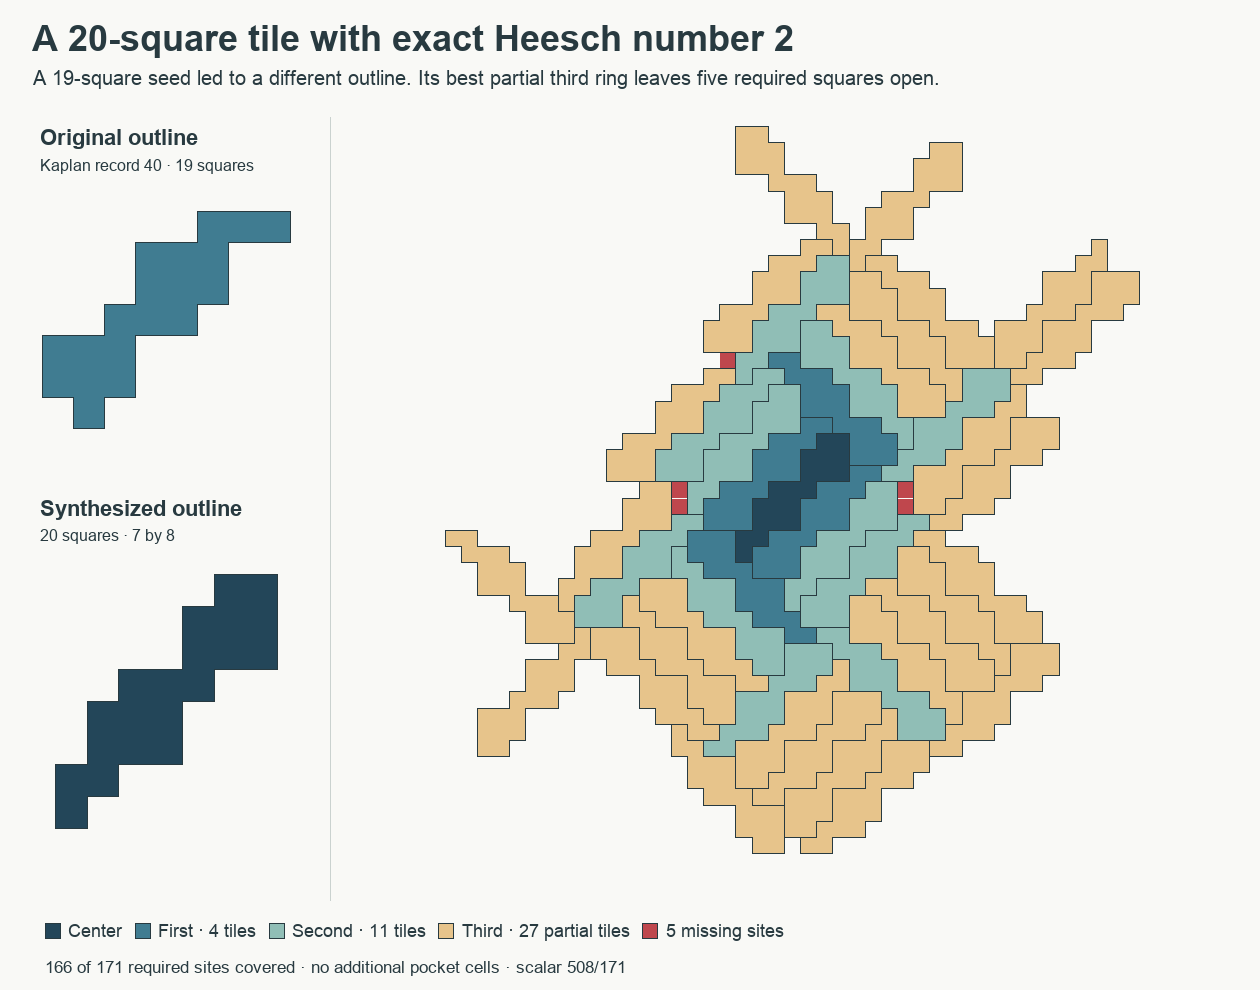 A 20-square tile with exact Heesch number 2
A 19-square seed led to a different outline. Its best partial third ring leaves five required squares open.
Original outline
Kaplan record 40 · 19 squares
Synthesized outline
20 squares · 7 by 8
Center First · 4 tiles Second · 11 tiles Third · 27 partial tiles 5 missing sites
166 of 171 required sites covered · no additional pocket cells · scalar 508/171